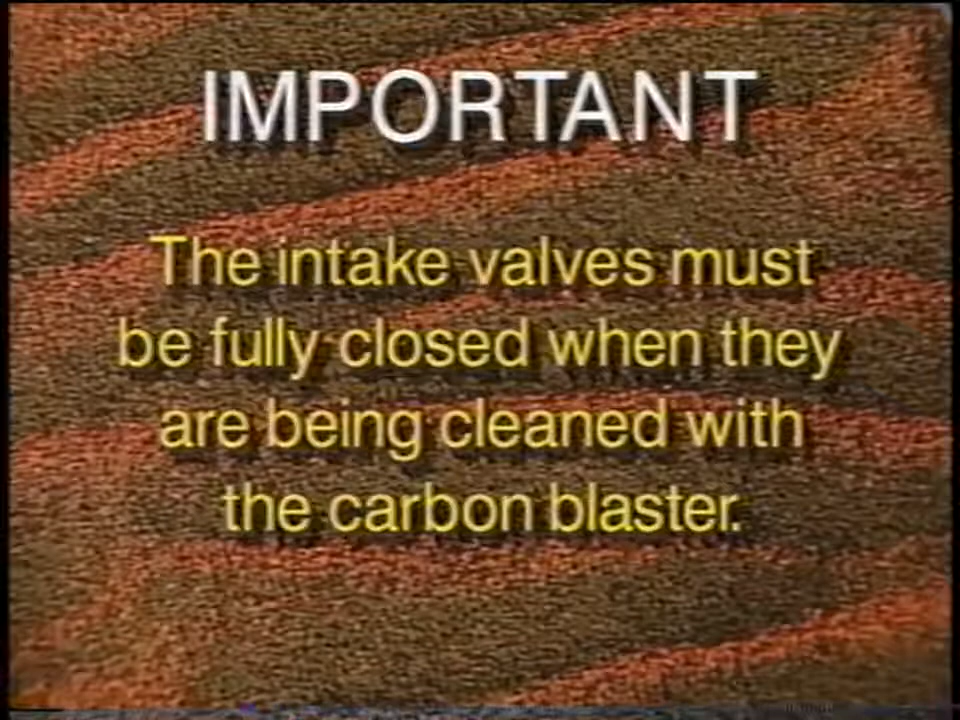 IMPORTANT
The intake valves must
be fully closed when they
are being cleaned with
the carbon blaster.